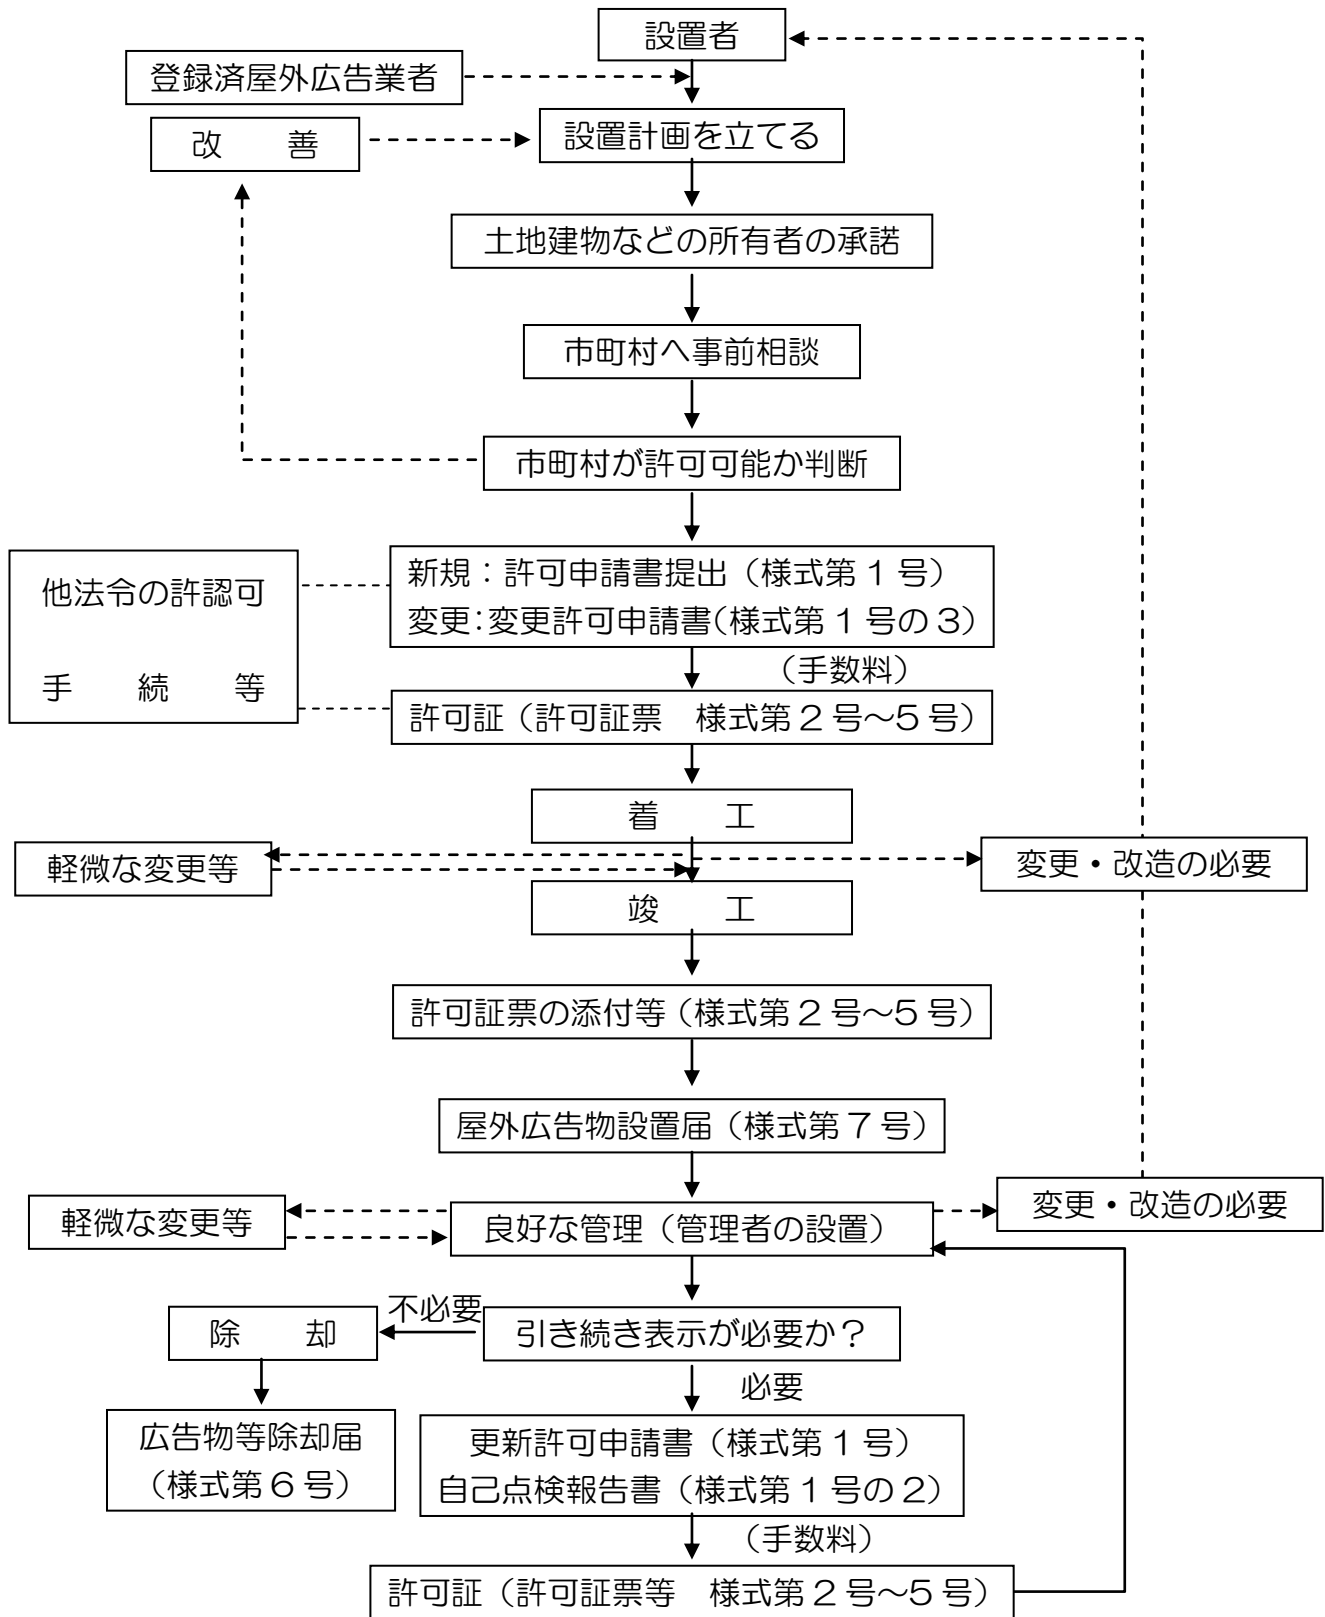 設置者
登録済屋外広告業者
設置計画を立てる
改　　善
土地建物などの所有者の承諾
市町村へ事前相談
市町村が許可可能か判断
新規：許可申請書提出（様式第１号）
変更：変更許可申請書（様式第１号の３）
他法令の許認可
手　　続　　等
（手数料）
許可証（許可証票　様式第２号～５号）
着　　工
軽微な変更等
変更・改造の必要
竣　　工
許可証票の添付等（様式第２号～５号）
屋外広告物設置届（様式第７号）
軽微な変更等
良好な管理（管理者の設置）
変更・改造の必要
除　　却
不必要
引き続き表示が必要か？
必要
広告物等除却届
（様式第６号）
更新許可申請書（様式第１号）
自己点検報告書（様式第１号の２）
（手数料）
許可証（許可証票等　様式第２号～５号）